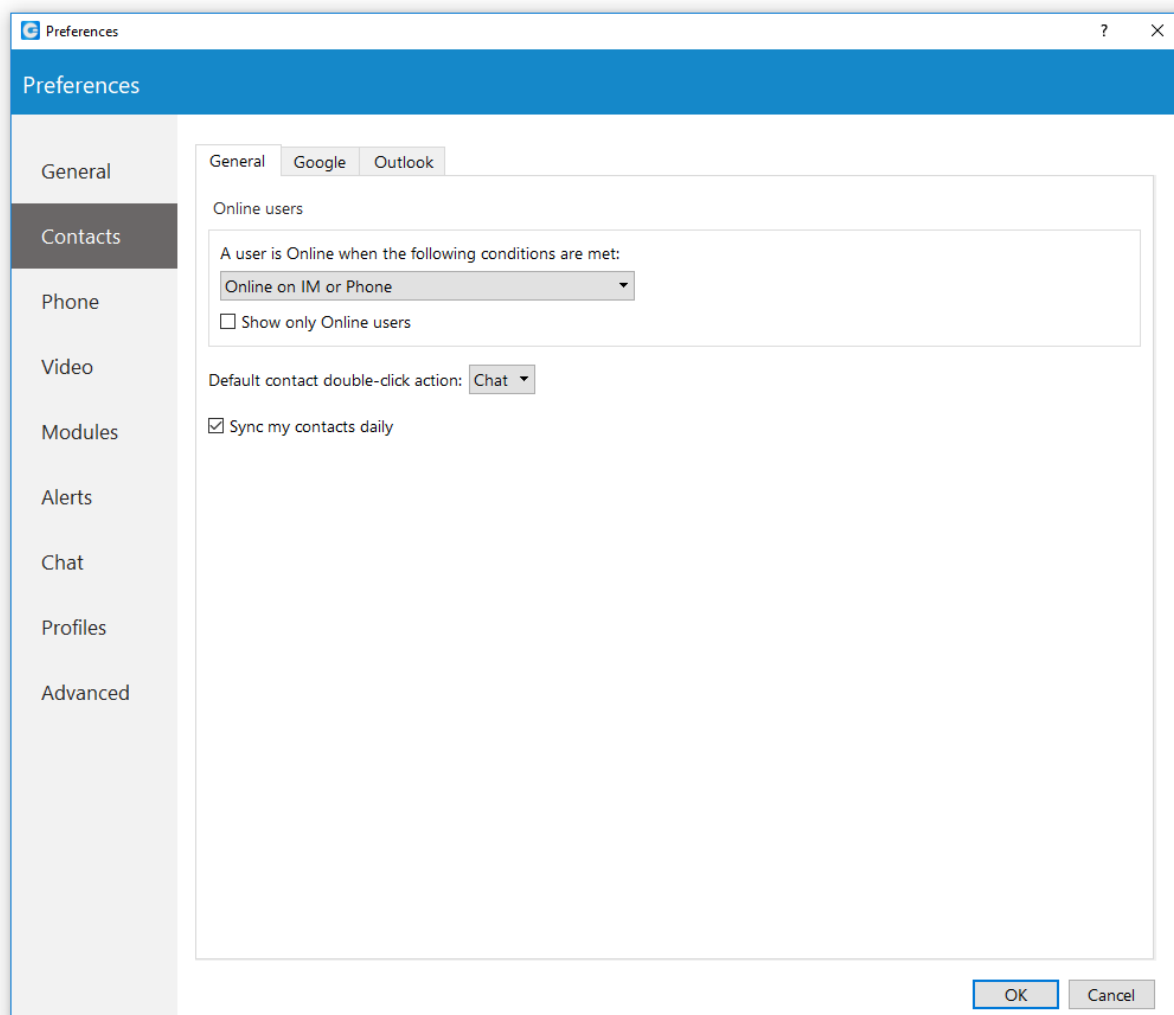 Preferences
?
Preferences
General
Contacts
Phone
Video
Modules
Alerts
Chat
Profiles
Advanced
General Google Outlook
Online users
A user is Online when the following conditions are met:
Online on IM or Phone
Show only Online users
Default contact double-click action: Chat
Sync my contacts daily
OK Cancel